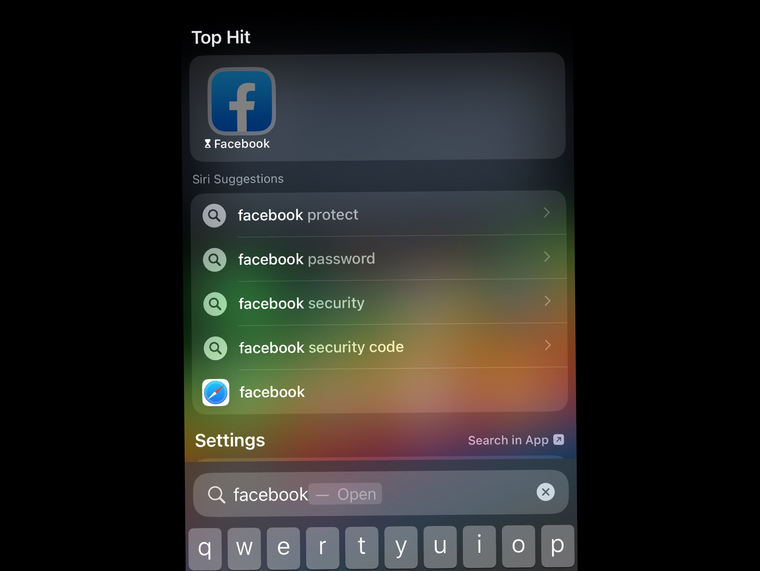 Top Hit
Facebook
Siri Suggestions
facebook protect
facebook password
facebook security
facebook security code
facebook
Settings
Search in App
facebook — Open
q w e r t y u i o p